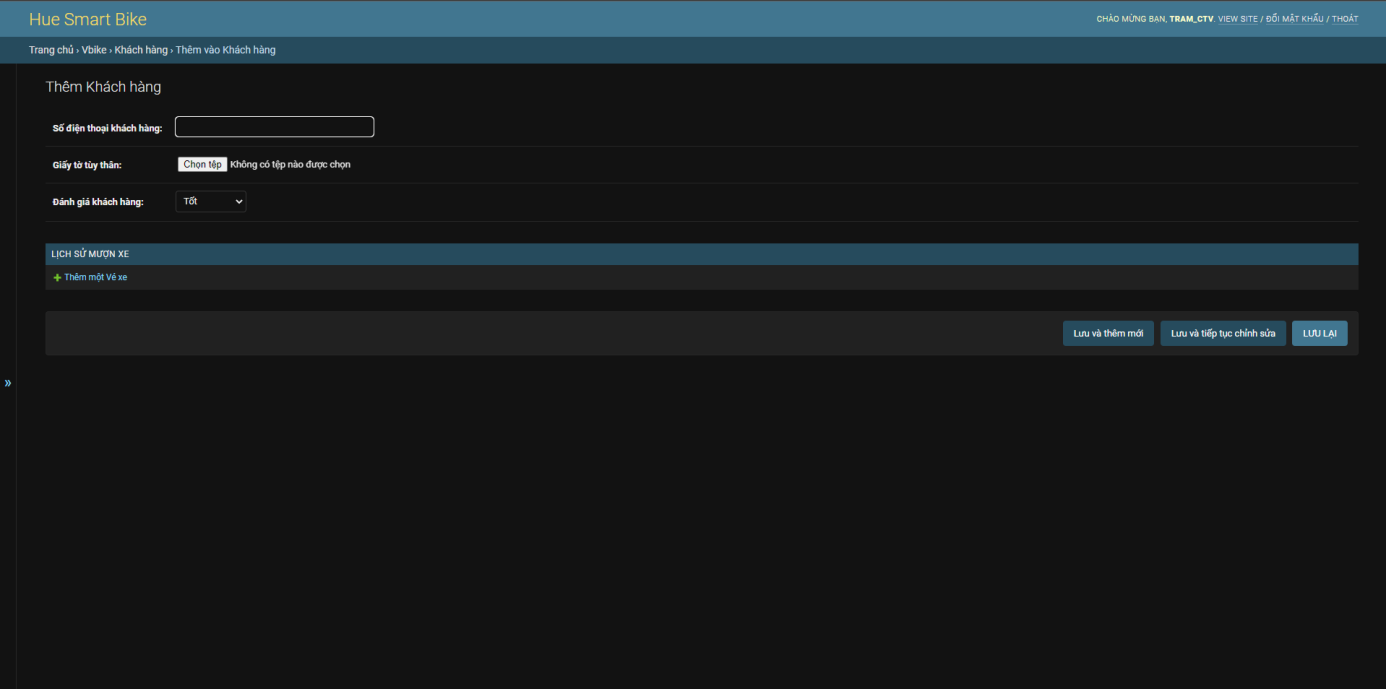 Hue Smart Bike
CHÀO MỪNG BẠN, TRAM_CTV. VIEW SITE / ĐỔI MẬT KHẨU / THOÁT
Trang chủ › Vbike › Khách hàng › Thêm vào Khách hàng
Thêm Khách hàng
Số điện thoại khách hàng:
Giấy tờ tùy thân: Chọn tệp Không có tệp nào được chọn
Đánh giá khách hàng: Tốt
LỊCH SỬ MƯỢN XE
Thêm một Vé xe
Lưu và thêm mới Lưu và tiếp tục chỉnh sửa LƯU LẠI
»